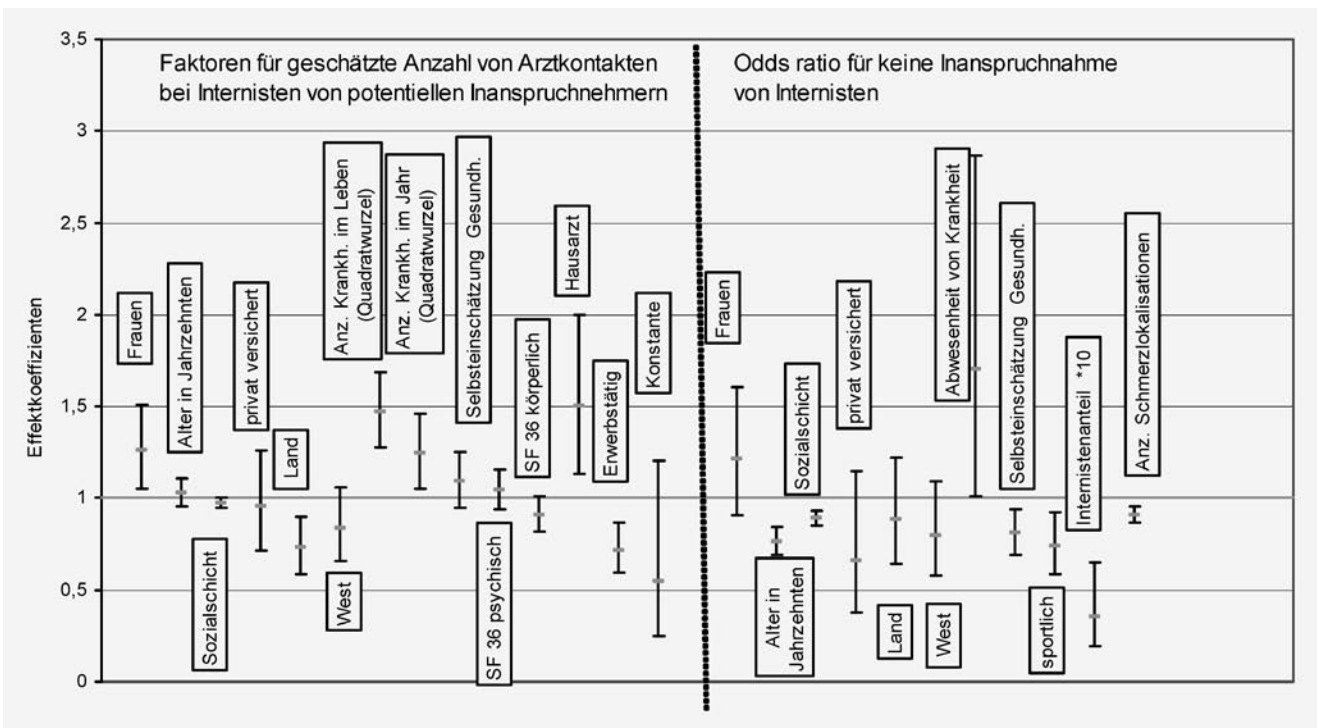 Effektkoeffizienten
3,5
3
2,5
2
1,5
1
0,5
0
Faktoren für geschätzte Anzahl von Arztkontakten
bei Internisten von potentiellen Inanspruchnehmern
Frauen
Alter in Jahrzehnten
Sozialschicht
privat versichert
Land
West
Anz. Krankh. im Leben
(Quadratwurzel)
Anz. Krankh. im Jahr
(Quadratwurzel)
Selbsteinschätzung Gesundh.
SF 36 psychisch
SF 36 körperlich
Hausarzt
Erwerbstätig
Konstante
Odds ratio für keine Inanspruchnahme
von Internisten
Frauen
Alter in
Jahrzehnten
Sozialschicht
privat versichert
Land
West
Abwesenheit von Krankheit
Selbsteinschätzung Gesundh.
sportlich
Internistenanteil *10
Anz. Schmerzlokalisationen